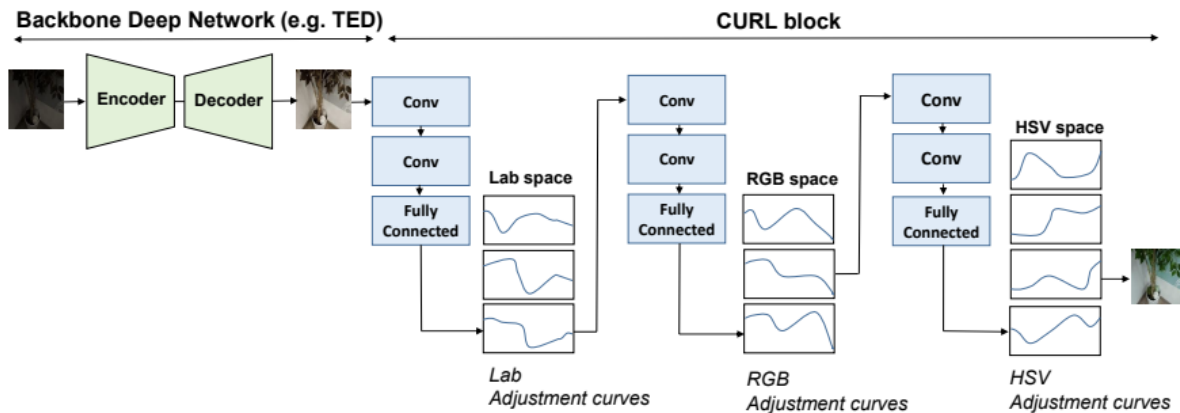 Backbone Deep Network (e.g. TED)
CURL block
Encoder
Decoder
Conv
Conv
Fully
Connected
Lab space
Lab
Adjustment curves
Conv
Conv
Fully
Connected
RGB space
RGB
Adjustment curves
Conv
Conv
Fully
Connected
HSV space
HSV
Adjustment curves